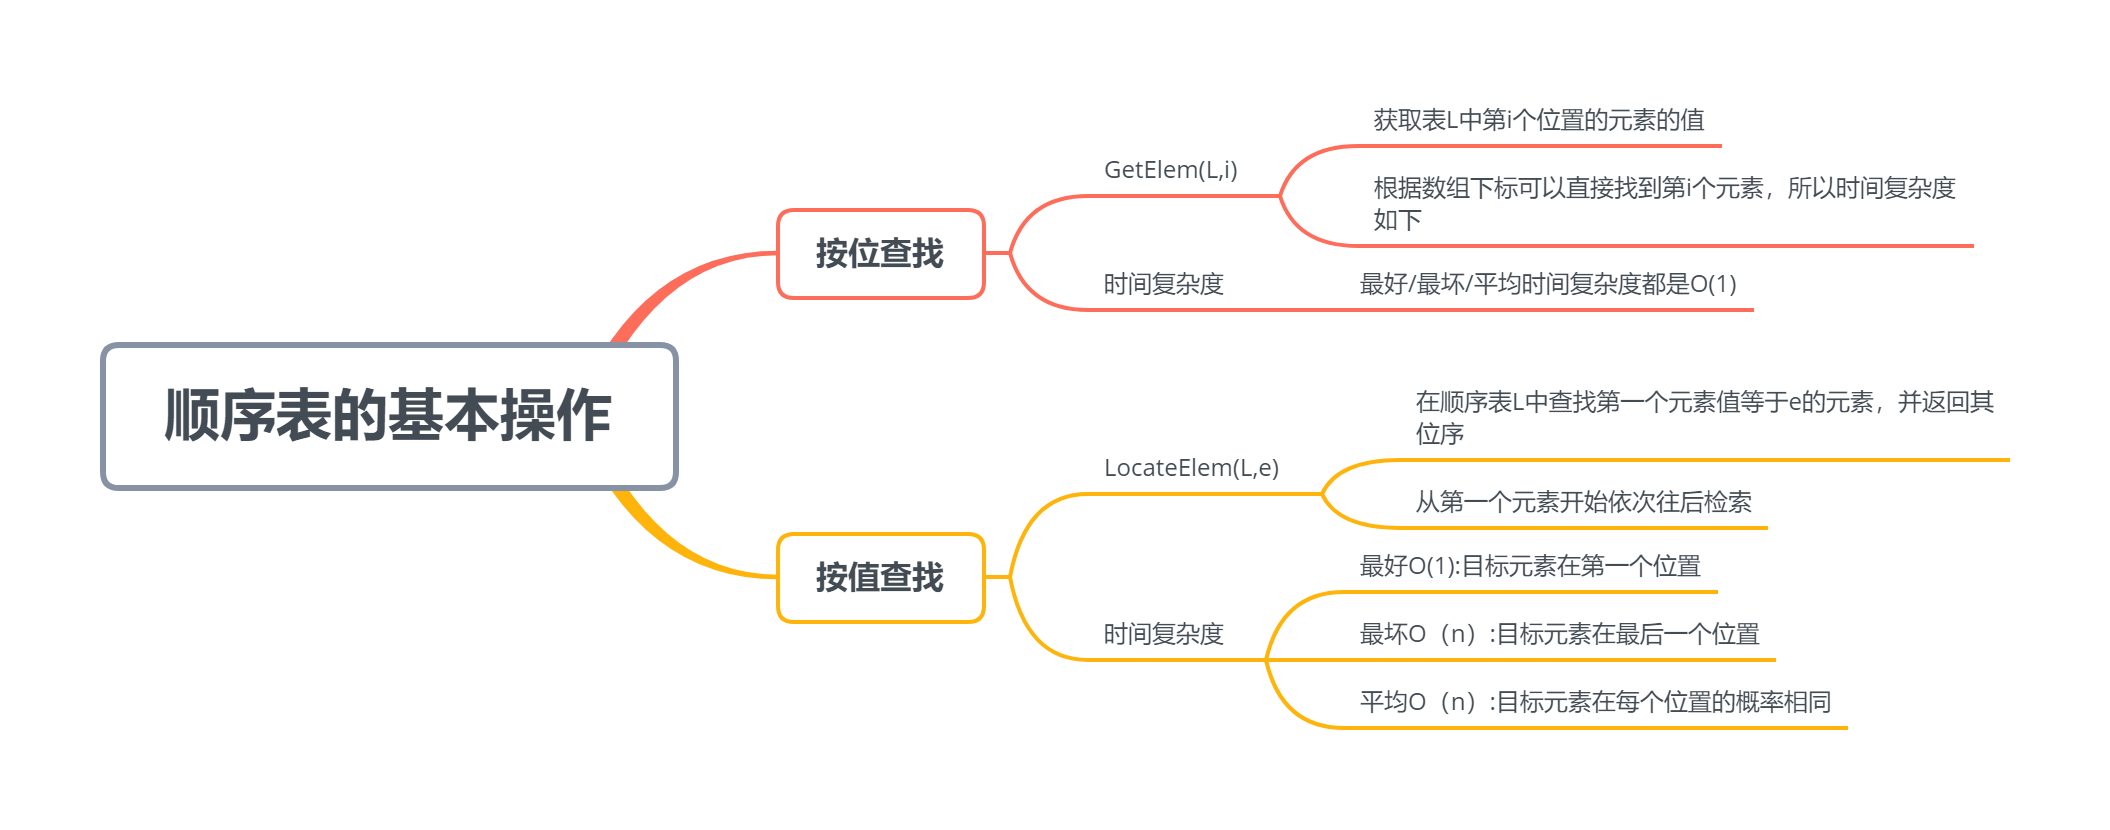 顺序表的基本操作
按位查找
GetElem(L,i)
获取表L中第i个位置的元素的值
根据数组下标可以直接找到第i个元素，所以时间复杂度
如下
时间复杂度
最好/最坏/平均时间复杂度都是O(1)
按值查找
LocateElem(L,e)
在顺序表L中查找第一个元素值等于e的元素，并返回其
位序
从第一个元素开始依次往后检索
时间复杂度
最好O(1):目标元素在第一个位置
最坏O（n）:目标元素在最后一个位置
平均O（n）:目标元素在每个位置的概率相同